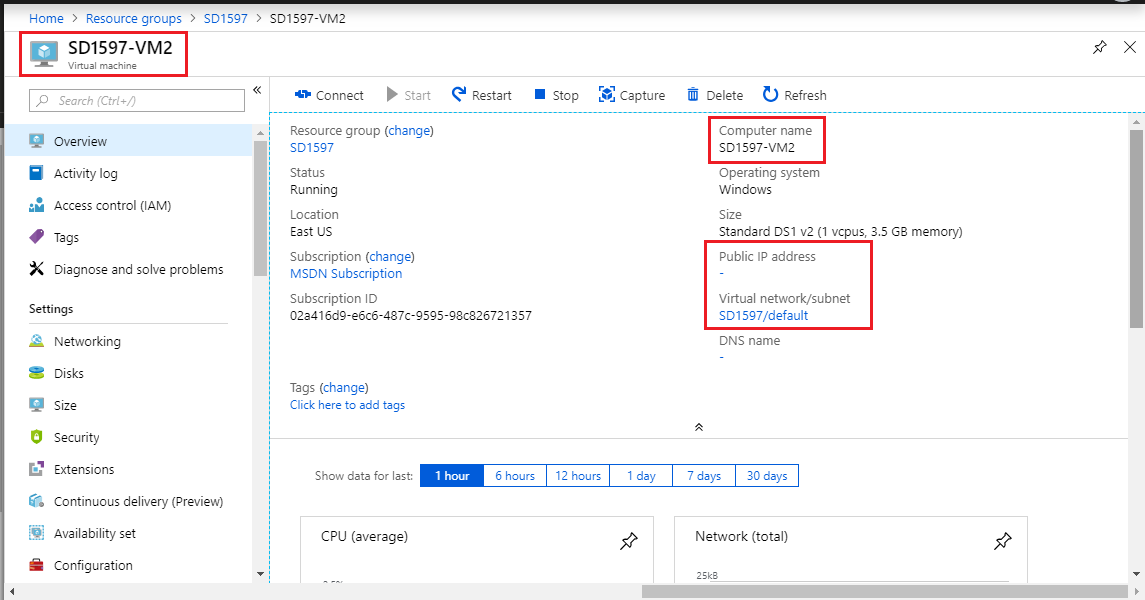 Home > Resource groups > SD1597 > SD1597-VM2
SD1597-VM2
Virtual machine
Search (Ctrl+/)
«
Overview
Activity log
Access control (IAM)
Tags
Diagnose and solve problems
Settings
Networking
Disks
Size
Security
Extensions
Continuous delivery (Preview)
Availability set
Configuration
Connect Start Restart Stop Capture Delete Refresh
Resource group (change)
SD1597
Status
Running
Location
East US
Subscription (change)
MSDN Subscription
Subscription ID
02a416d9-e6c6-487c-9595-98c826721357
Computer name
SD1597-VM2
Operating system
Windows
Size
Standard DS1 v2 (1 vcpus, 3.5 GB memory)
Public IP address
-
Virtual network/subnet
SD1597/default
DNS name
-
Tags (change)
Click here to add tags
Show data for last: 1 hour 6 hours 12 hours 1 day 7 days 30 days
CPU (average)
Network (total)
25kB